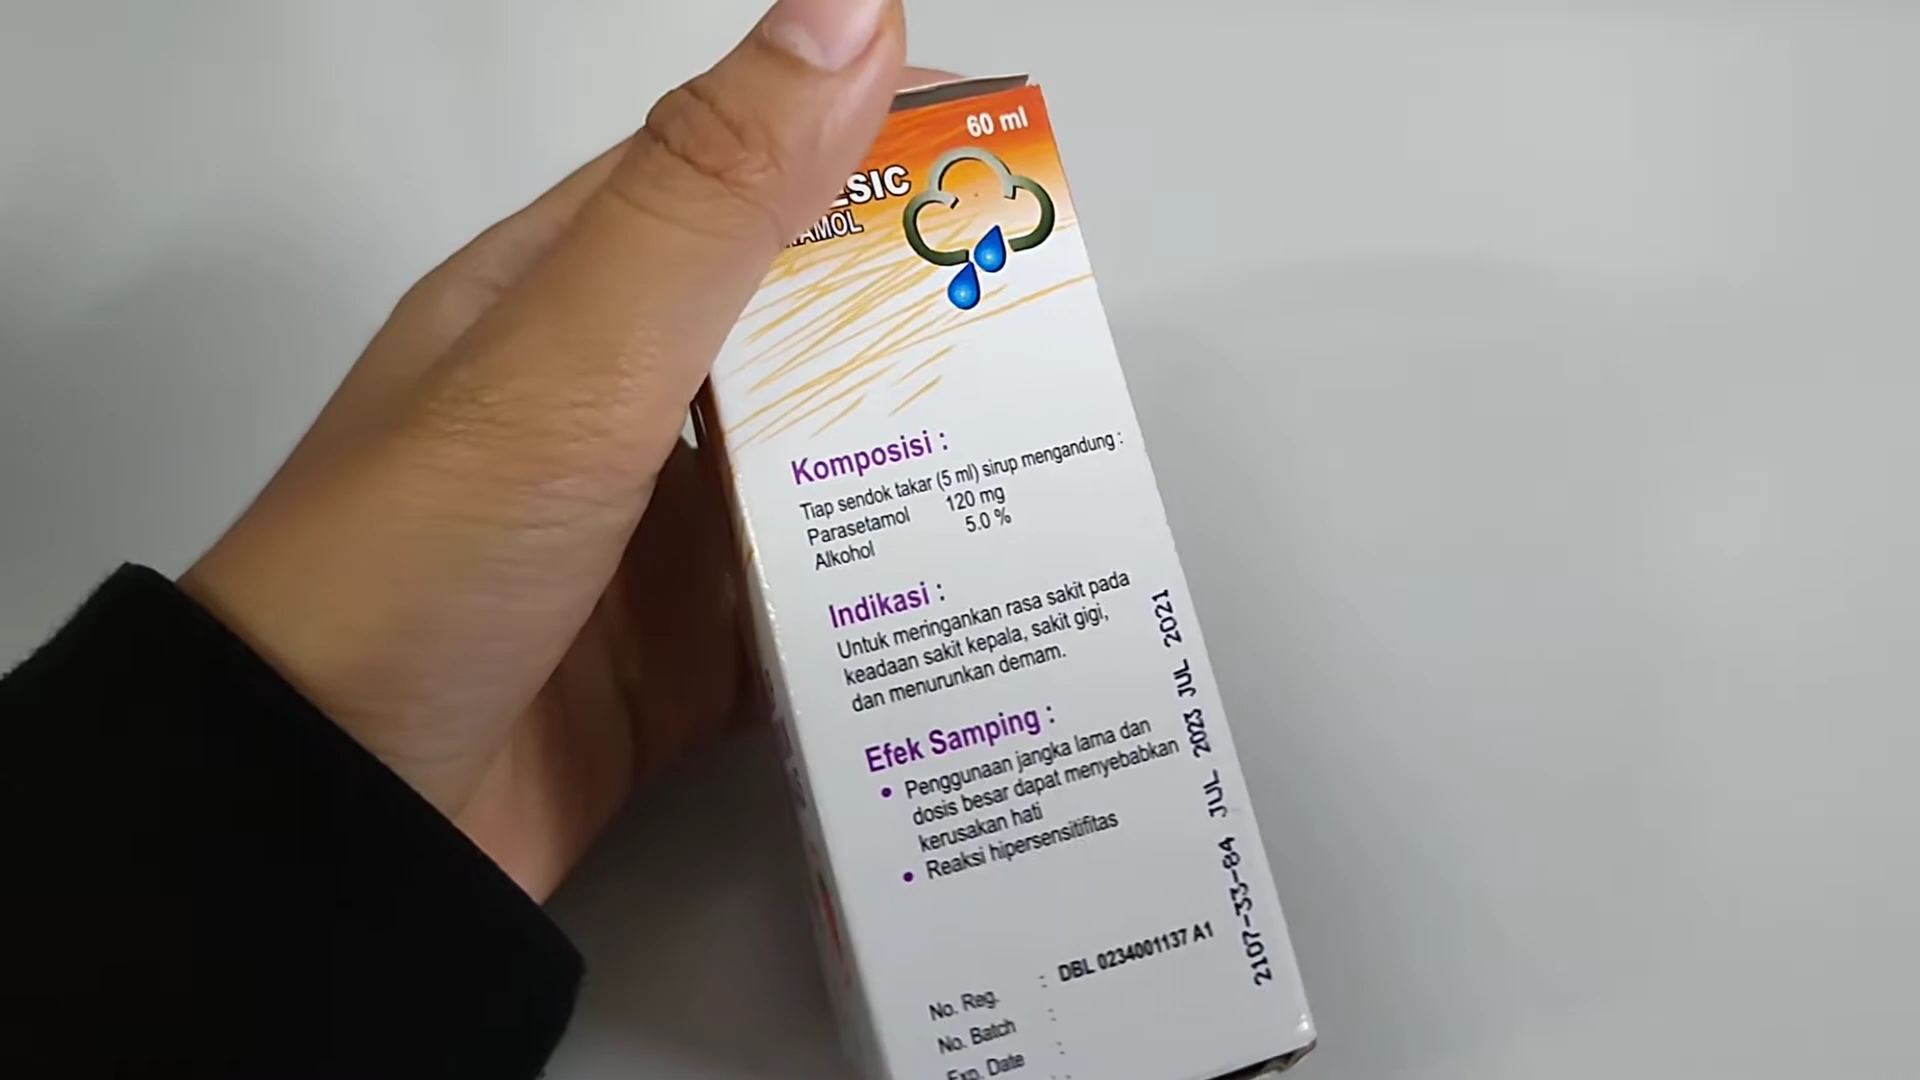 60 ml
Komposisi :
Tiap sendok takar (5 ml) sirup mengandung :
Parasetamol 120 mg
Alkohol 5.0 %
Indikasi :
Untuk meringankan rasa sakit pada
keadaan sakit kepala, sakit gigi,
dan menurunkan demam.
Efek Samping :
• Penggunaan jangka lama dan
dosis besar dapat menyebabkan
kerusakan hati
• Reaksi hipersensitifitas
No. Reg. : DBL 0234001137 A1
No. Batch :
Exp. Date :
2107-33-84 JUL 2023 JUL 2021